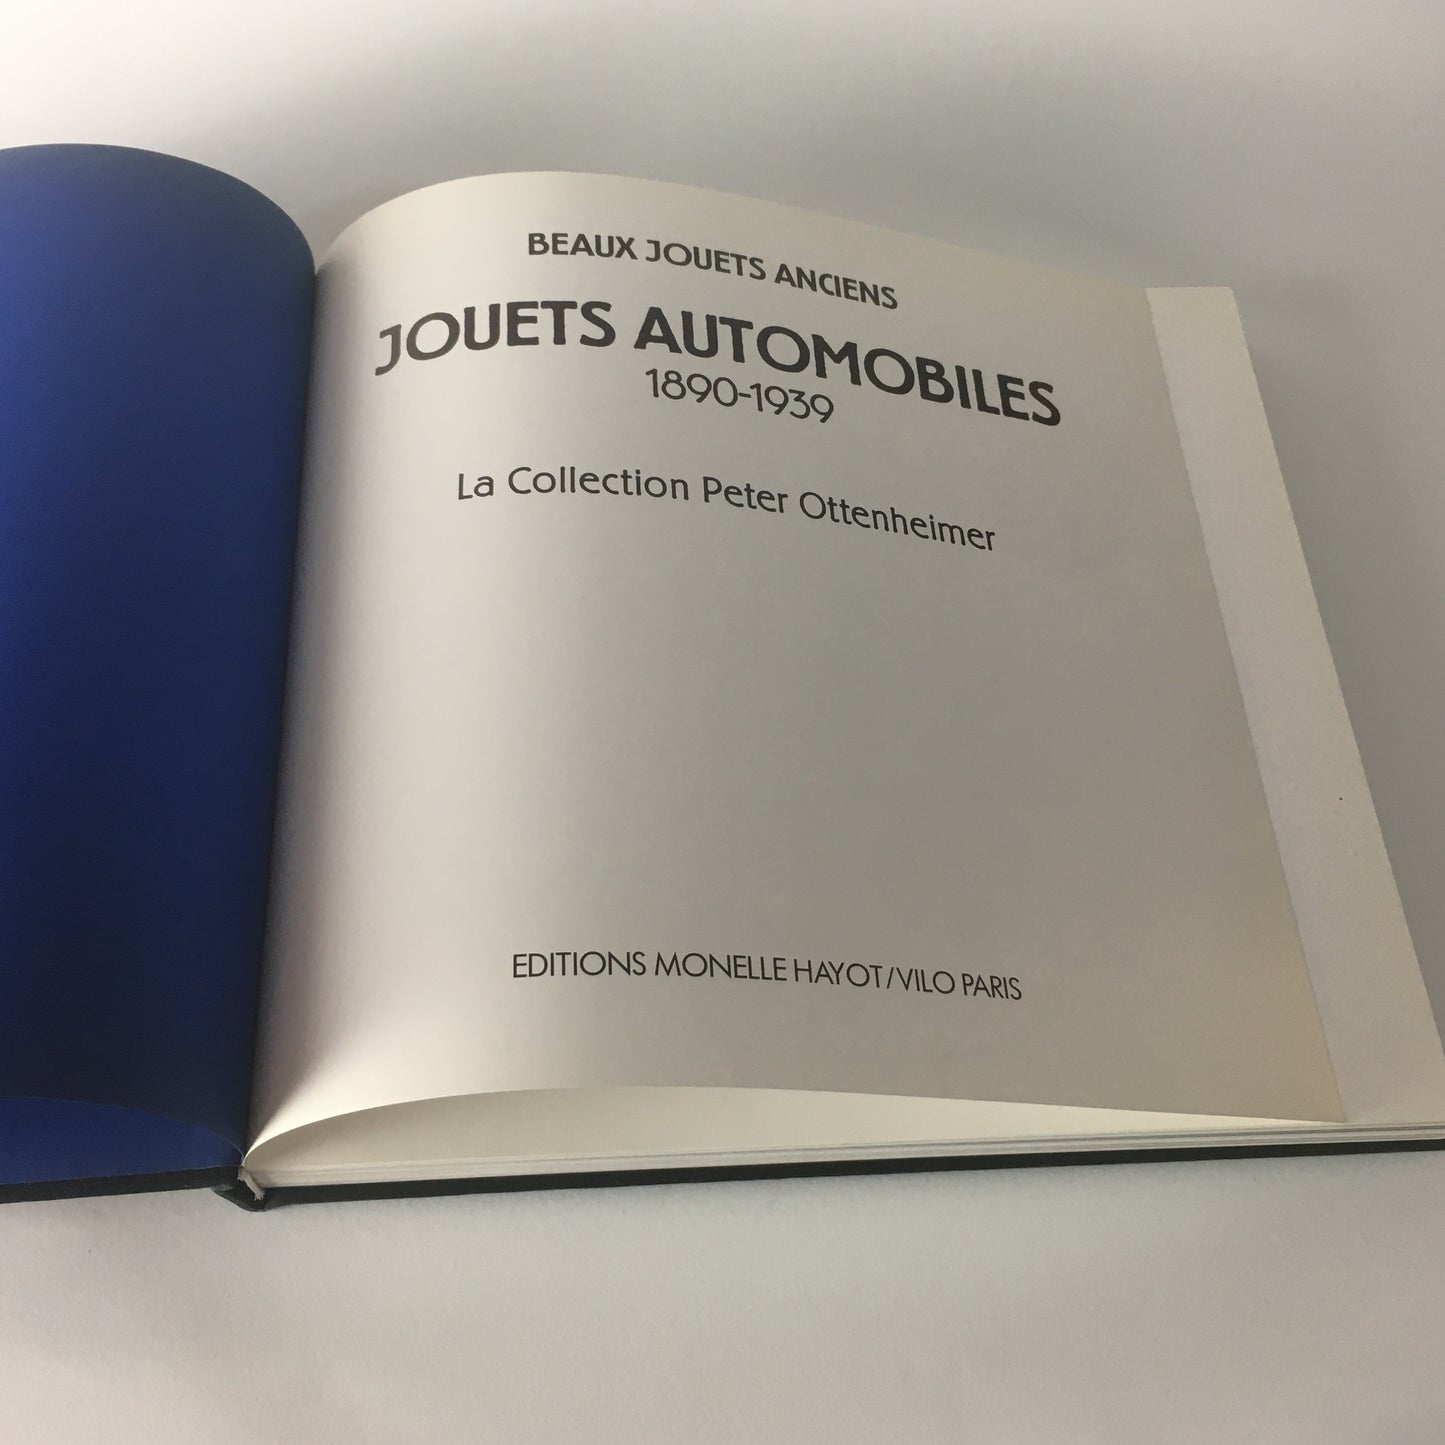 BEAUX JOUETS ANCIENS
JOUETS AUTOMOBILES
1890-1939
La Collection Peter Ottenheimer
EDITIONS MONELLE HAYOT/VILO PARIS